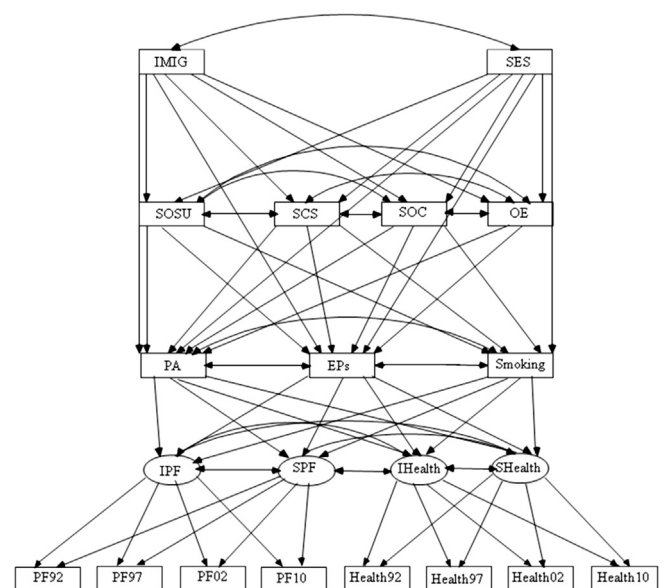 IMIG SES
SOSU SCS SOC OE
PA EPs Smoking
IPF SPF IHealth SHealth
PF92 PF97 PF02 PF10 Health92 Health97 Health02 Health10